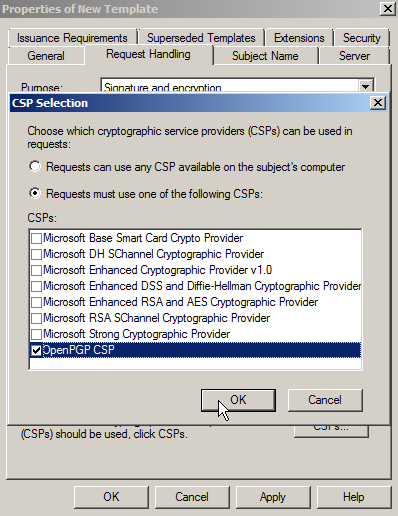 Properties of New Template
Issuance Requirements Superseded Templates Extensions Security
General Request Handling Subject Name Server
Purpose: Signature and encryption
CSP Selection
Choose which cryptographic service providers (CSPs) can be used in
requests:
Requests can use any CSP available on the subject's computer
Requests must use one of the following CSPs:
CSPs:
Microsoft Base Smart Card Crypto Provider
Microsoft DH SChannel Cryptographic Provider
Microsoft Enhanced Cryptographic Provider v1.0
Microsoft Enhanced DSS and Diffie-Hellman Cryptographic Provider
Microsoft Enhanced RSA and AES Cryptographic Provider
Microsoft RSA SChannel Cryptographic Provider
Microsoft Strong Cryptographic Provider
OpenPGP CSP
OK Cancel
(CSPs) should be used, click CSPs. CSPs...
OK Cancel Apply Help